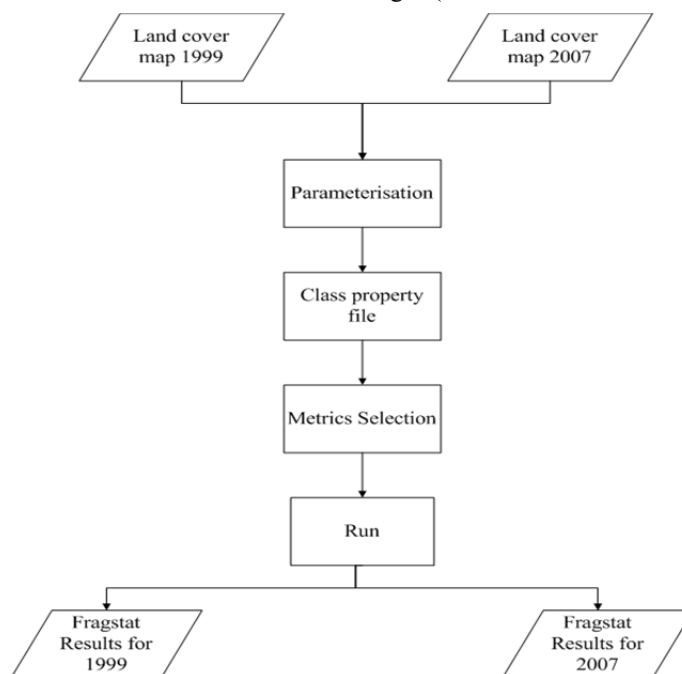 Land cover
map 1999
Land cover
map 2007
Parameterisation
Class property
file
Metrics Selection
Run
Fragstat
Results for
1999
Fragstat
Results for
2007